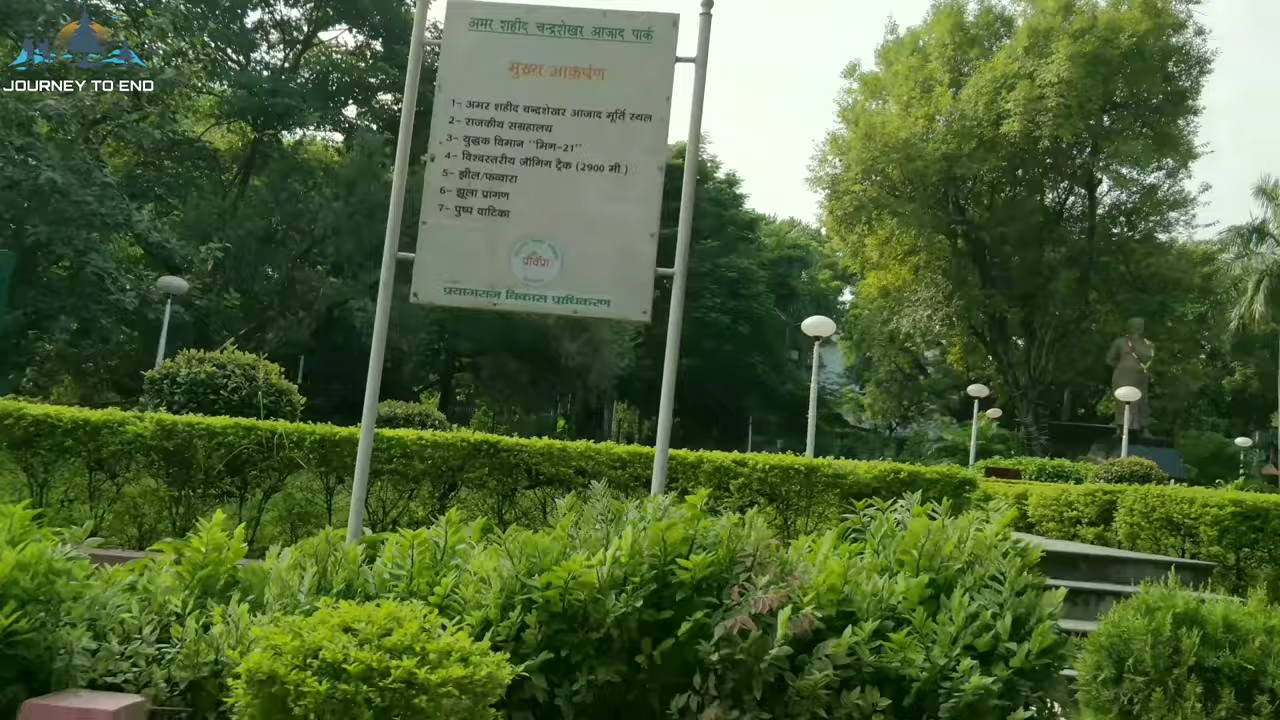 JOURNEY TO END
अमर शहीद चन्द्रशेखर आजाद पार्क
मुख्य आकर्षण
1- अमर शहीद चन्द्रशेखर आजाद मूर्ति स्थल
2- राजकीय संग्रहालय
3- युद्धक विमान "मिग-21"
4- विश्वस्तरीय जॉगिंग ट्रैक (2900 मी.)
5- झील/फव्वारा
6- झूला प्रांगण
7- पुष्प वाटिका
प्रविप्रा
प्रयागराज विकास प्राधिकरण